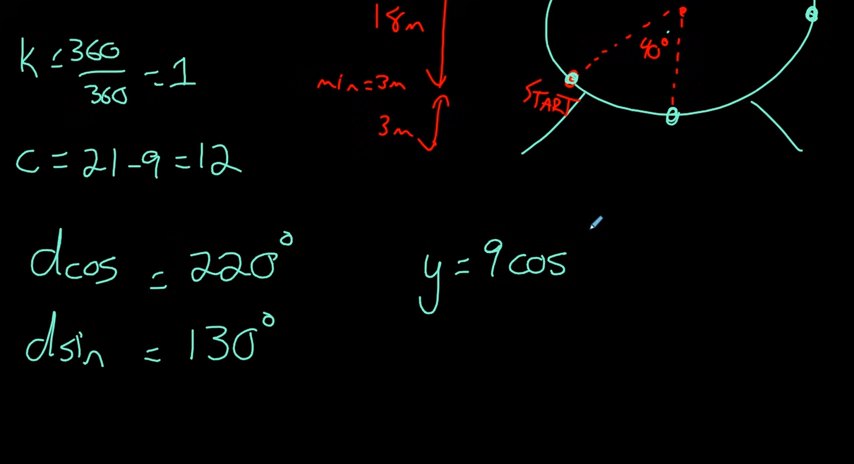 18m
k = 360/360 = 1
40°
min = 3m
START
3m
c = 21 - 9 = 12
dcos = 220°
y = 9cos
dsin = 130°